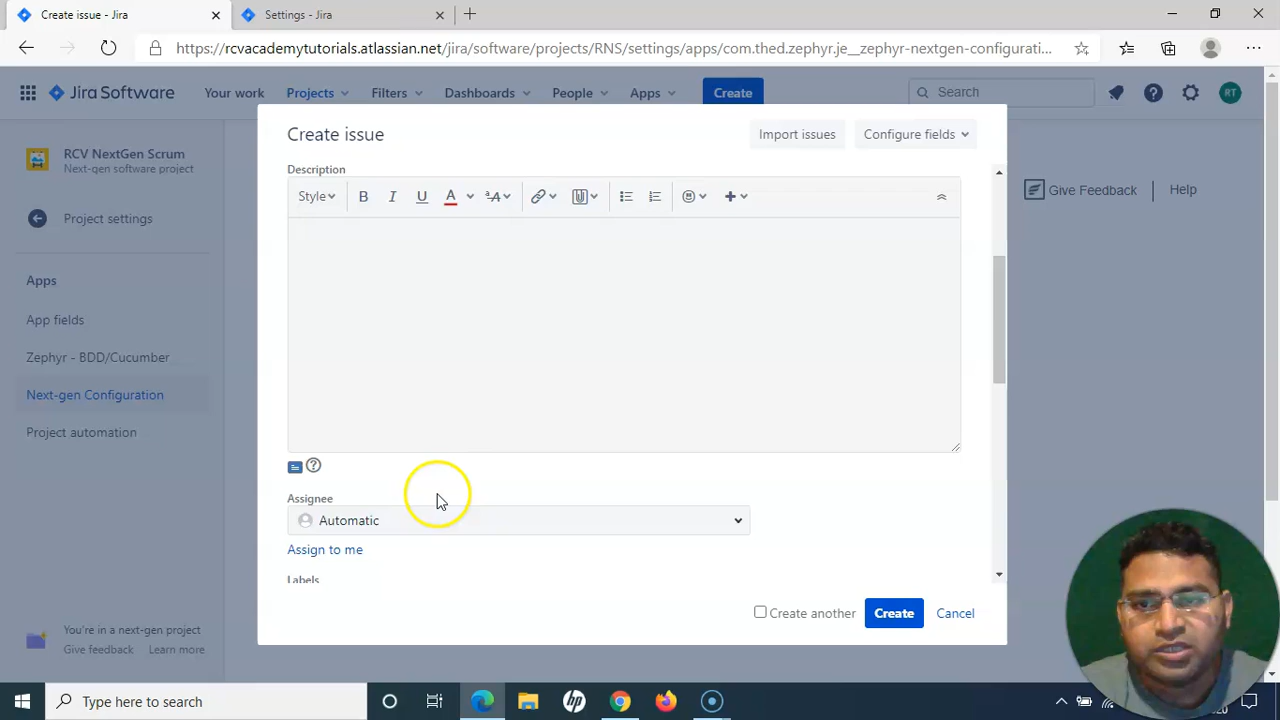 Create issue - Jira
Settings - Jira
https://rcvacademytutorials.atlassian.net/jira/software/projects/RNS/settings/apps/com.thed.zephyr.je__zephyr-nextgen-configurati...
Jira Software
Your work
Projects
Filters
Dashboards
People
Apps
Create
Search
RT
RCV NextGen Scrum
Next-gen software project
Project settings
Apps
App fields
Zephyr - BDD/Cucumber
Next-gen Configuration
Project automation
You're in a next-gen project
Give feedback
Learn more
Create issue
Import issues
Configure fields
Description
Style
B
I
U
A
Assignee
Automatic
Assign to me
Labels
Create another
Create
Cancel
Give Feedback
Help
Type here to search